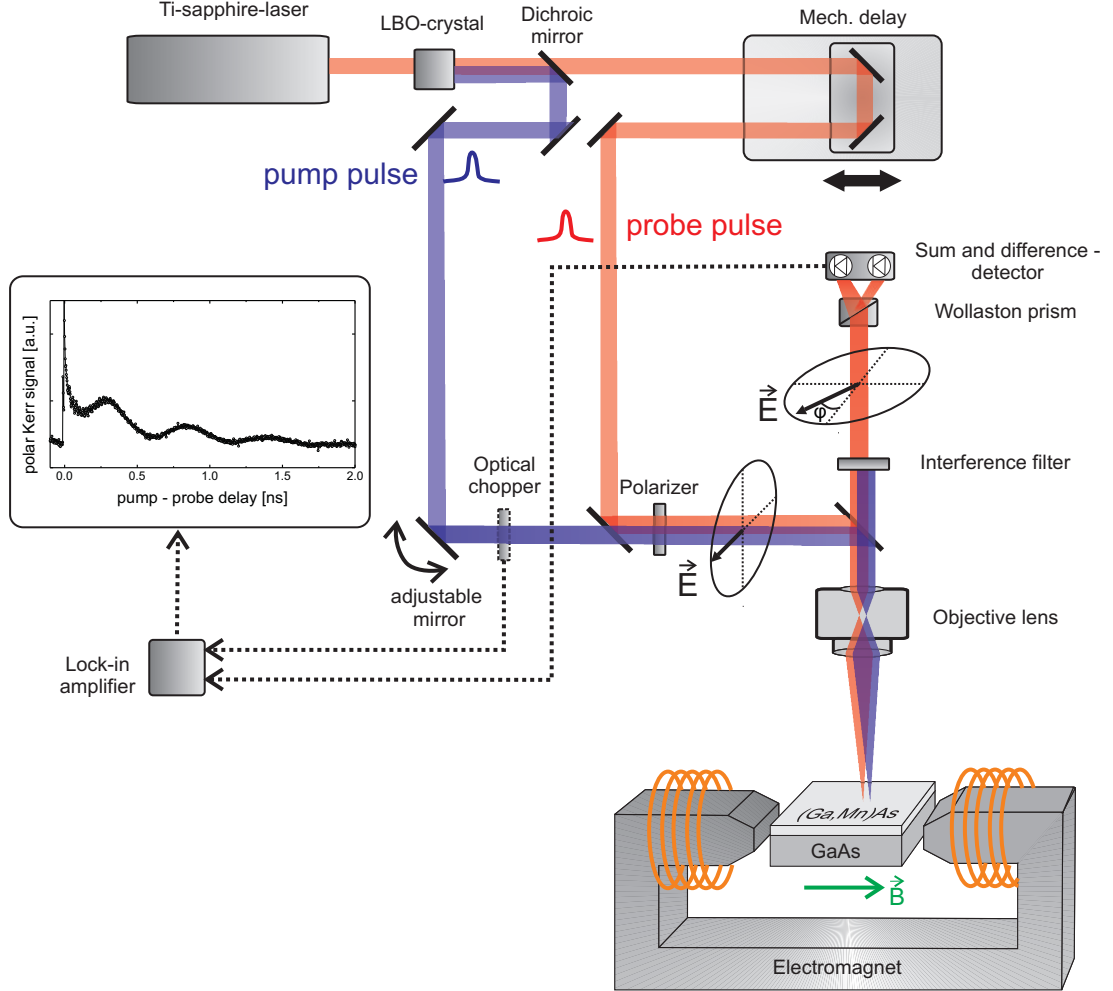 Ti-sapphire-laser
LBO-crystal
Dichroic
mirror
Mech. delay
pump pulse
probe pulse
Sum and difference -
detector
Wollaston prism
polar Kerr signal [a.u.]
0.0 0.5 1.0 1.5 2.0
pump - probe delay [ns]
E
φ
Interference filter
Optical
chopper
Polarizer
E
adjustable
mirror
Objective lens
Lock-in
amplifier
(Ga,Mn)As
GaAs
B
Electromagnet